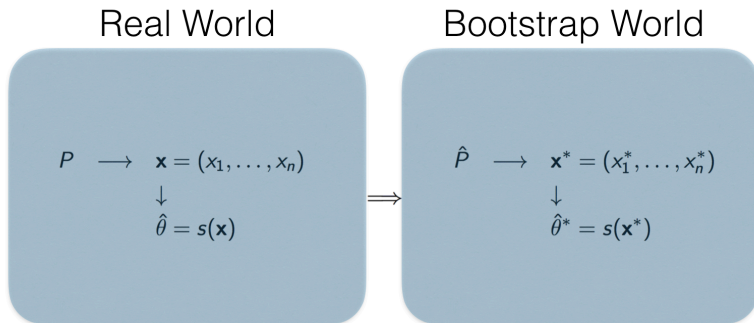 Real World
P ⟶ x = (x₁, . . . , xₙ)
↓
θ̂ = s(x)
⟹
Bootstrap World
P̂ ⟶ x* = (x₁*, . . . , xₙ*)
↓
θ̂* = s(x*)